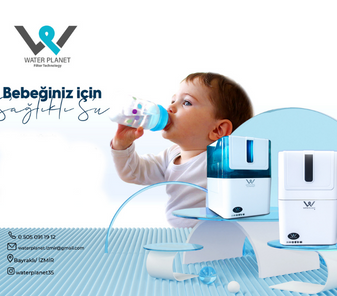 WATER PLANET
Filter Technology
Bebeğiniz için
Sağlıklı Su
0 505 091 19 12
waterplanet.izmir@gmail.com
Bayraklı/ İZMİR
waterplanet35